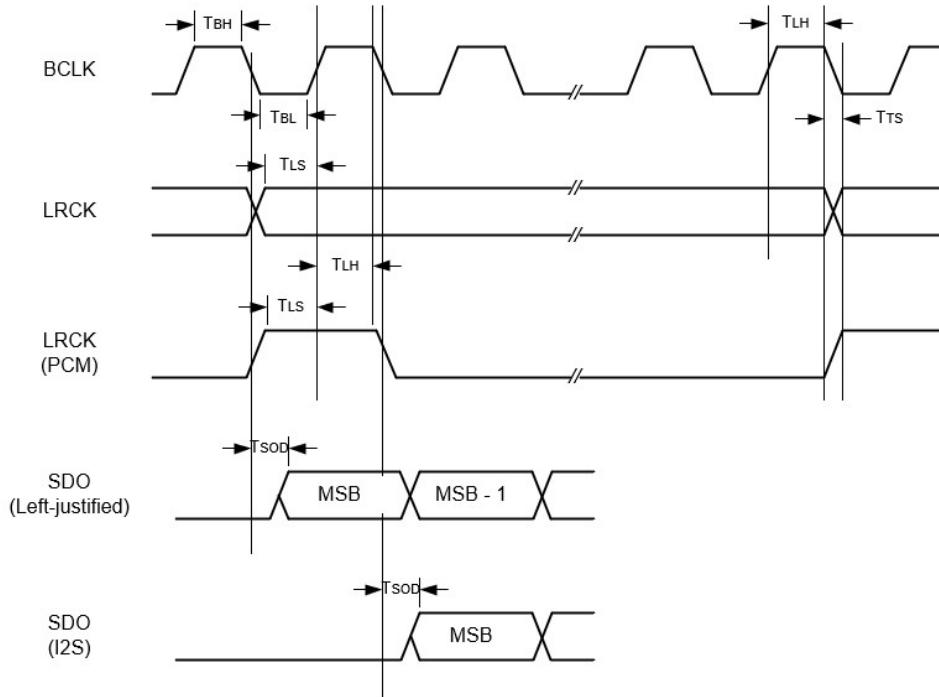 TBH
TLH
BCLK
TBL
TTS
TLS
LRCK
TLH
TLS
LRCK
(PCM)
TSOD
SDO
(Left-justified)
MSB
MSB - 1
TSOD
SDO
(I2S)
MSB